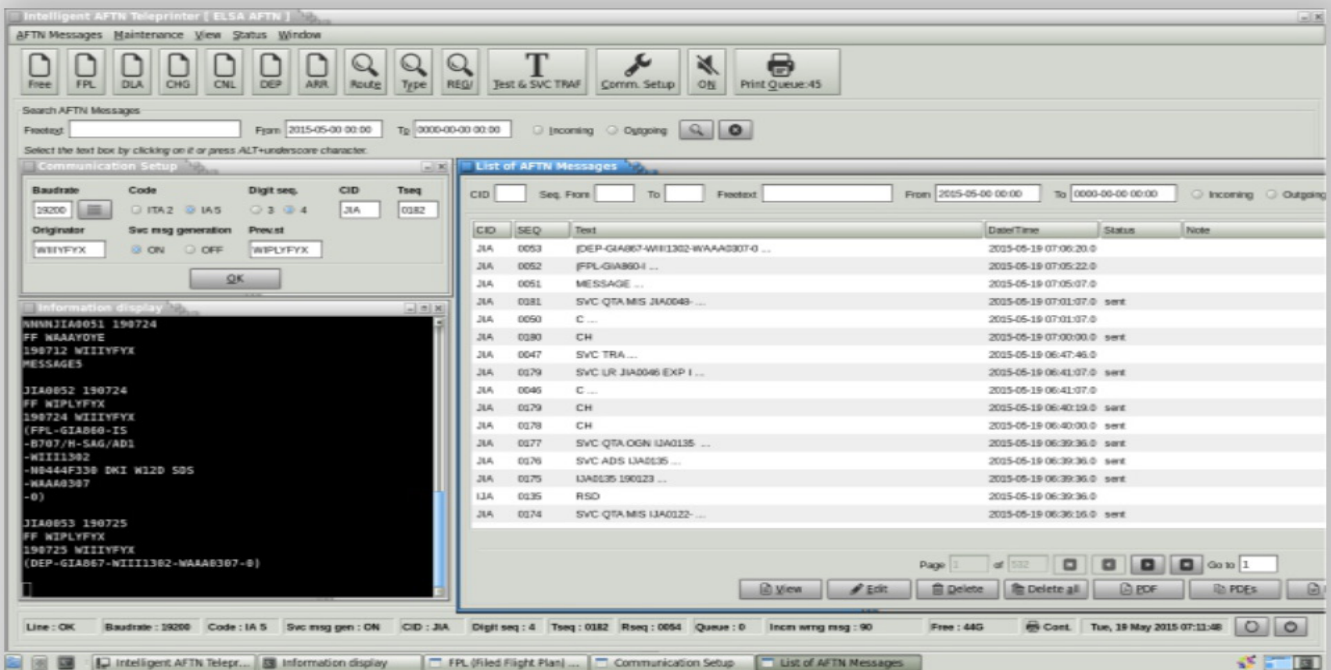 Intelligent AFTN Teleprinter [ ELSA AFTN ]
AFTN Messages Maintenance View Status Window
Free FPL DLA CHG CNL DEP ARR Route Type REG/ Test & SVC TRAF Comm. Setup ON Print Queue:45
Search AFTN Messages
Freetext From 2015-05-00 00:00 To 0000-00-00 00:00 Incoming Outgoing
Select the text box by clicking on it or press ALT+underscore character.
Communication Setup
Baudrate Code Digit seq. CID Tseq
19200 ITA 2 IA 5 3 4 JIA 0182
Originator Svc msg generation Prev.st
WIIIYFYX ON OFF WIPLYFYX
OK
Information display
NNNNJIA0051 190724
FF WAAAYOYE
190712 WIIIYFYX
MESSAGE5
JIA0052 190724
FF WIPLYFYX
190724 WIIIYFYX
(FPL-GIA860-IS
-B707/H-SAG/AD1
-WIII1302
-N0444F330 DKI W12D SDS
-WAAA0307
-0)
JIA0053 190725
FF WIPLYFYX
190725 WIIIYFYX
(DEP-GIA867-WIII1302-WAAA0307-0)
List of AFTN Messages
CID Seq. From To Freetext From 2015-05-00 00:00 To 0000-00-00 00:00 Incoming Outgoing
CID SEQ Text Date/Time Status Note
JIA 0053 (DEP-GIA867-WIII1302-WAAA0307-0 ... 2015-05-19 07:06:20.0
JIA 0052 (FPL-GIA860-I ... 2015-05-19 07:05:22.0
JIA 0051 MESSAGE ... 2015-05-19 07:05:07.0
JIA 0181 SVC QTA MIS JIA0048- ... 2015-05-19 07:01:07.0 sent
JIA 0050 C ... 2015-05-19 07:01:07.0
JIA 0180 CH 2015-05-19 07:00:00.0 sent
JIA 0047 SVC TRA ... 2015-05-19 06:47:46.0
JIA 0179 SVC LR JIA0046 EXP I ... 2015-05-19 06:41:07.0 sent
JIA 0046 C ... 2015-05-19 06:41:07.0
JIA 0179 CH 2015-05-19 06:40:19.0 sent
JIA 0178 CH 2015-05-19 06:40:00.0 sent
JIA 0177 SVC QTA OGN IJA0135 ... 2015-05-19 06:39:36.0 sent
JIA 0176 SVC ADS IJA0135 ... 2015-05-19 06:39:36.0 sent
JIA 0175 IJA0135 190123 ... 2015-05-19 06:39:36.0 sent
IJA 0135 RSD 2015-05-19 06:39:36.0
JIA 0174 SVC QTA MIS IJA0122- ... 2015-05-19 06:36:16.0 sent
Page 1 of 532 Go to 1
View Edit Delete Delete all PDF PDEs
Line : OK Baudrate : 19200 Code : IA 5 Svc msg gen : ON CID : JIA Digit seq : 4 Tseq : 0182 Rseq : 0054 Queue : 0 Incm wrng msg : 90 Free : 44G Cont. Tue, 19 May 2015 07:11:48
Intelligent AFTN Telepr... Information display FPL (Filed Flight Plan) ... Communication Setup List of AFTN Messages